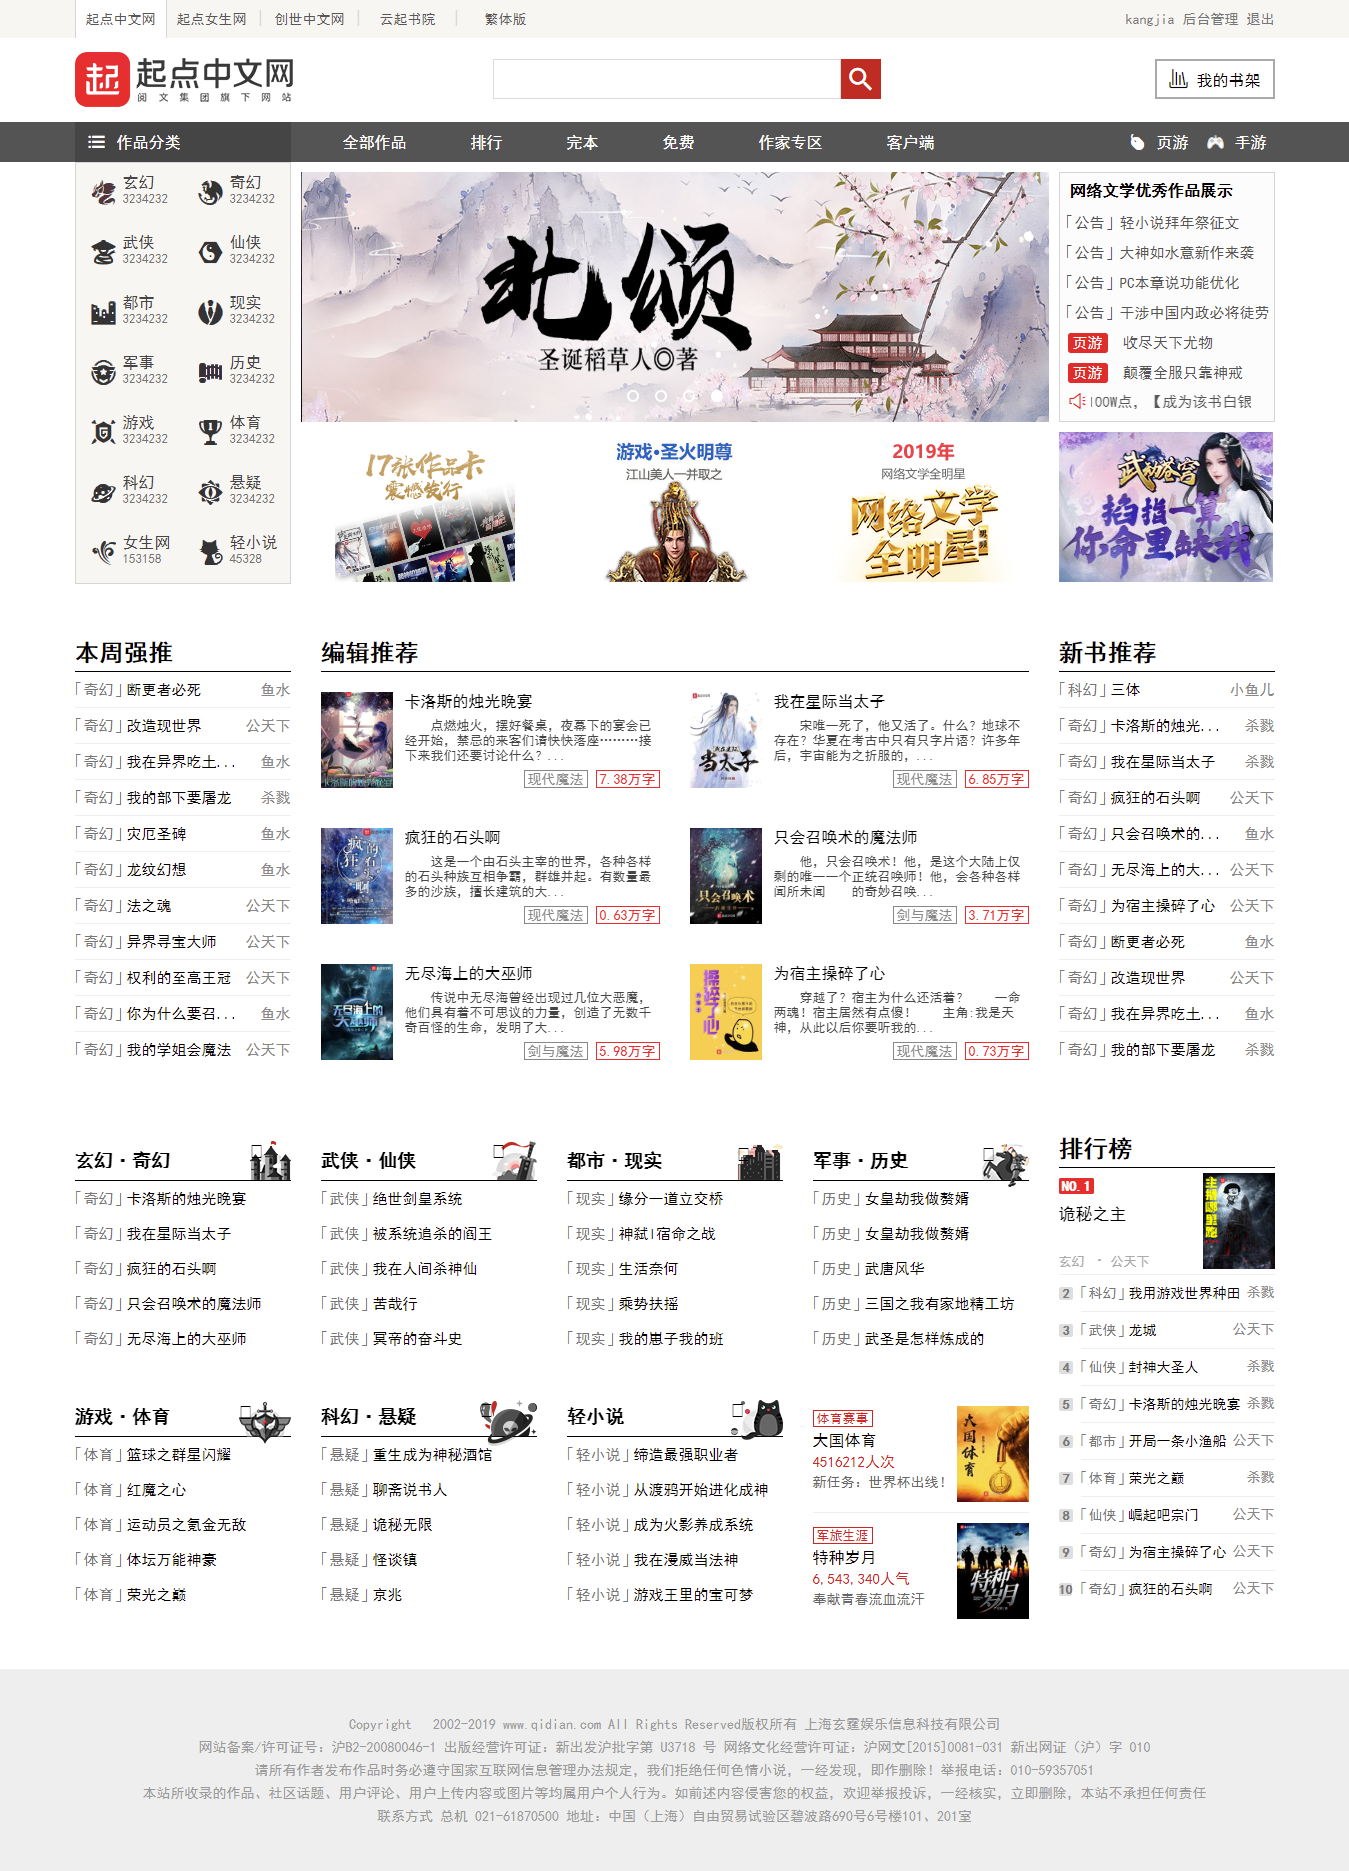 起点中文网 起点女生网 创世中文网 云起书院 繁体版 kangjia 后台管理 退出
起 起点中文网
阅文集团旗下网站
我的书架
作品分类 全部作品 排行 完本 免费 作家专区 客户端 页游 手游
玄幻 3234232 奇幻 3234232
武侠 3234232 仙侠 3234232
都市 3234232 现实 3234232
军事 3234232 历史 3234232
游戏 3234232 体育 3234232
科幻 3234232 悬疑 3234232
女生网 153158 轻小说 45328
北颂
圣诞稻草人◎著
网络文学优秀作品展示
「公告」轻小说拜年祭征文
「公告」大神如水意新作来袭
「公告」PC本章说功能优化
「公告」干涉中国内政必将徒劳
页游 收尽天下尤物
页游 颠覆全服只靠神戒
100W点，【成为该书白银
17张作品卡
震憾发行
游戏·圣火明尊
江山美人一并取之
2019年
网络文学全明星
网络文学
全明星
武动苍穹
掐指一算
你命里缺我
本周强推
「奇幻」断更者必死 鱼水
「奇幻」改造现世界 公天下
「奇幻」我在异界吃土... 鱼水
「奇幻」我的部下要屠龙 杀戮
「奇幻」灾厄圣碑 鱼水
「奇幻」龙纹幻想 鱼水
「奇幻」法之魂 公天下
「奇幻」异界寻宝大师 公天下
「奇幻」权利的至高王冠 公天下
「奇幻」你为什么要召... 鱼水
「奇幻」我的学姐会魔法 公天下
编辑推荐
卡洛斯的烛光晚宴
点燃烛火，摆好餐桌，夜幕下的宴会已
经开始，禁忌的来客们请快快落座………接
下来我们还要讨论什么？...
现代魔法 7.38万字
我在星际当太子
宋唯一死了，他又活了。什么？地球不
存在？华夏在考古中只有只字片语？许多年
后，宇宙能为之折服的，...
现代魔法 6.85万字
当太子
疯狂的石头啊
这是一个由石头主宰的世界，各种各样
的石头种族互相争霸，群雄并起。有数量最
多的沙族，擅长建筑的大...
现代魔法 0.63万字
疯狂的石头啊
只会召唤术的魔法师
他，只会召唤术！他，是这个大陆上仅
剩的唯一一个正统召唤师！他，会各种各样
闻所未闻 的奇妙召唤...
剑与魔法 3.71万字
只会召唤术
无尽海上的大巫师
传说中无尽海曾经出现过几位大恶魔，
他们具有着不可思议的力量，创造了无数千
奇百怪的生命，发明了大...
剑与魔法 5.98万字
无尽海上的大巫师
为宿主操碎了心
穿越了？宿主为什么还活着？ 一命
两魂！宿主居然有点傻！ 主角:我是天
神，从此以后你要听我的...
现代魔法 0.73万字
操碎了心
新书推荐
「科幻」三体 小鱼儿
「奇幻」卡洛斯的烛光... 杀戮
「奇幻」我在星际当太子 杀戮
「奇幻」疯狂的石头啊 公天下
「奇幻」只会召唤术的... 鱼水
「奇幻」无尽海上的大... 公天下
「奇幻」为宿主操碎了心 公天下
「奇幻」断更者必死 鱼水
「奇幻」改造现世界 公天下
「奇幻」我在异界吃土... 鱼水
「奇幻」我的部下要屠龙 杀戮
玄幻·奇幻
「奇幻」卡洛斯的烛光晚宴
「奇幻」我在星际当太子
「奇幻」疯狂的石头啊
「奇幻」只会召唤术的魔法师
「奇幻」无尽海上的大巫师
武侠·仙侠
「武侠」绝世剑皇系统
「武侠」被系统追杀的阎王
「武侠」我在人间杀神仙
「武侠」苦哉行
「武侠」冥帝的奋斗史
都市·现实
「现实」缘分一道立交桥
「现实」神弑|宿命之战
「现实」生活奈何
「现实」乘势扶摇
「现实」我的崽子我的班
军事·历史
「历史」女皇劫我做赘婿
「历史」女皇劫我做赘婿
「历史」武唐风华
「历史」三国之我有家地精工坊
「历史」武圣是怎样炼成的
排行榜
NO.1
诡秘之主
玄幻 · 公天下
2「科幻」我用游戏世界种田 杀戮
3「武侠」龙城 公天下
4「仙侠」封神大圣人 杀戮
5「奇幻」卡洛斯的烛光晚宴 杀戮
6「都市」开局一条小渔船 公天下
7「体育」荣光之巅 杀戮
8「仙侠」崛起吧宗门 公天下
9「奇幻」为宿主操碎了心 公天下
10「奇幻」疯狂的石头啊 公天下
游戏·体育
「体育」篮球之群星闪耀
「体育」红魔之心
「体育」运动员之氪金无敌
「体育」体坛万能神豪
「体育」荣光之巅
科幻·悬疑
「悬疑」重生成为神秘酒馆
「悬疑」聊斋说书人
「悬疑」诡秘无限
「悬疑」怪谈镇
「悬疑」京兆
轻小说
「轻小说」缔造最强职业者
「轻小说」从渡鸦开始进化成神
「轻小说」成为火影养成系统
「轻小说」我在漫威当法神
「轻小说」游戏王里的宝可梦
体育赛事
大国体育
4516212人次
新任务：世界杯出线！
大国体育
军旅生涯
特种岁月
6,543,340人气
奉献青春流血流汗
特种岁月
Copyright 2002-2019 www.qidian.com All Rights Reserved版权所有 上海玄霆娱乐信息科技有限公司
网站备案/许可证号：沪B2-20080046-1 出版经营许可证：新出发沪批字第 U3718 号 网络文化经营许可证：沪网文[2015]0081-031 新出网证（沪）字 010
请所有作者发布作品时务必遵守国家互联网信息管理办法规定，我们拒绝任何色情小说，一经发现，即作删除！举报电话：010-59357051
本站所收录的作品、社区话题、用户评论、用户上传内容或图片等均属用户个人行为。如前述内容侵害您的权益，欢迎举报投诉，一经核实，立即删除，本站不承担任何责任
联系方式 总机 021-61870500 地址：中国（上海）自由贸易试验区碧波路690号6号楼101、201室